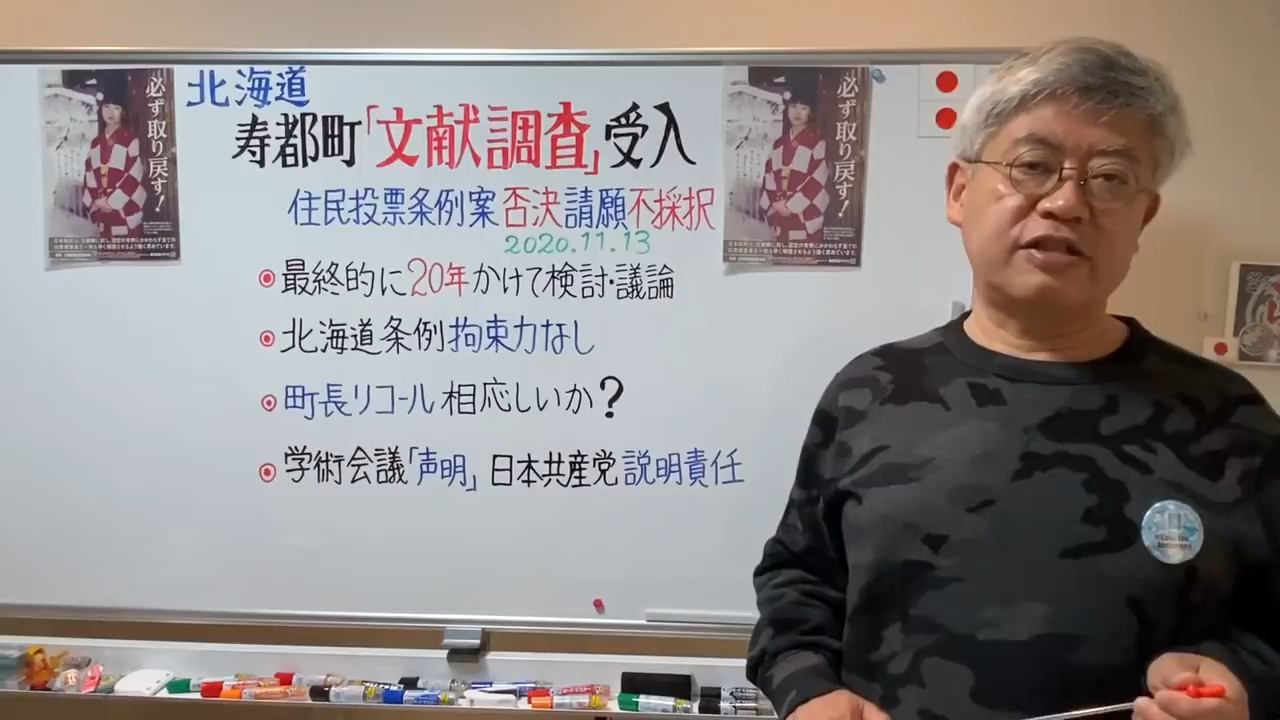 北海道
寿都町「文献調査」受入
住民投票条例案 否決 請願 不採択
2020.11.13
最終的に20年かけて検討・議論
北海道条例 拘束力なし
町長リコール 相応しいか?
学術会議「声明」 日本共産党 説明責任
必ず取り戻す!
必ず取り戻す!